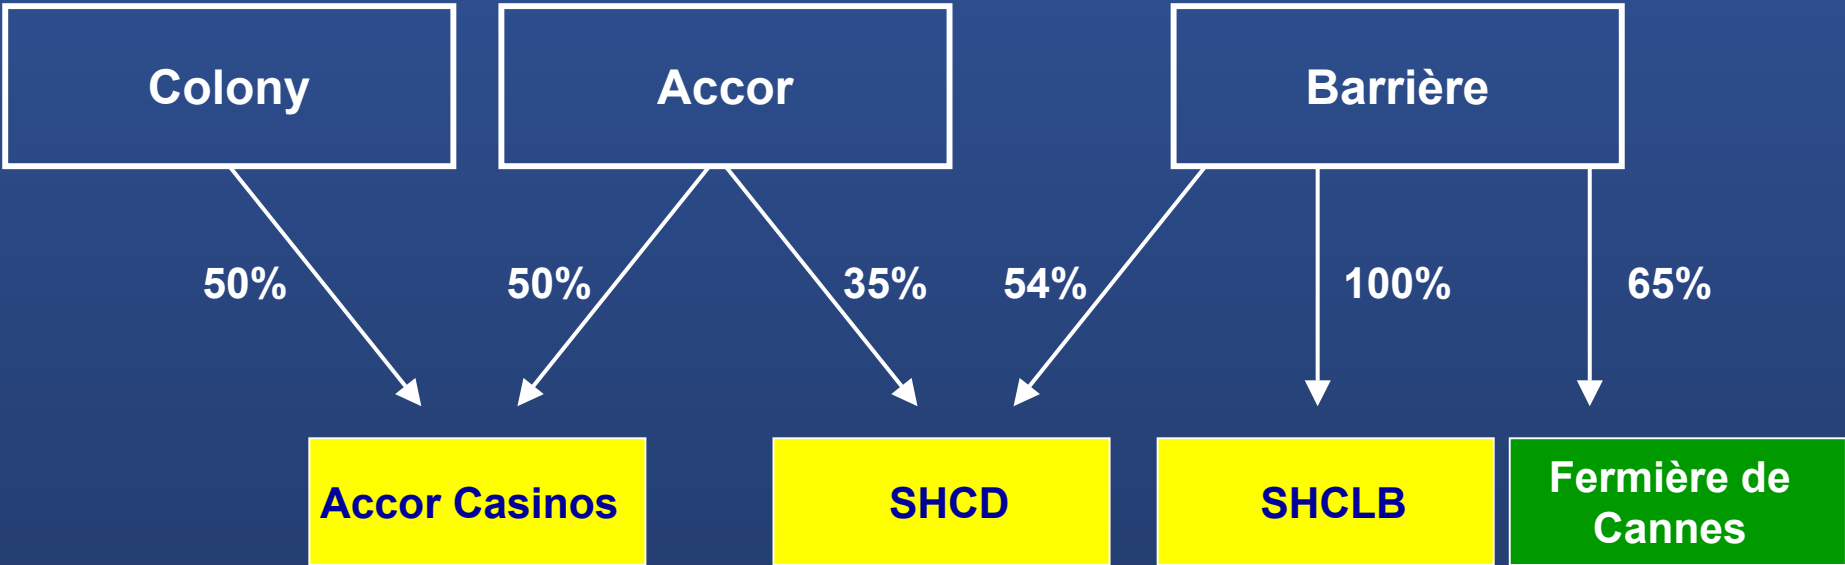 Colony
Accor
Barrière
50%
50%
35%
54%
100%
65%
Accor Casinos
SHCD
SHCLB
Fermière de
Cannes